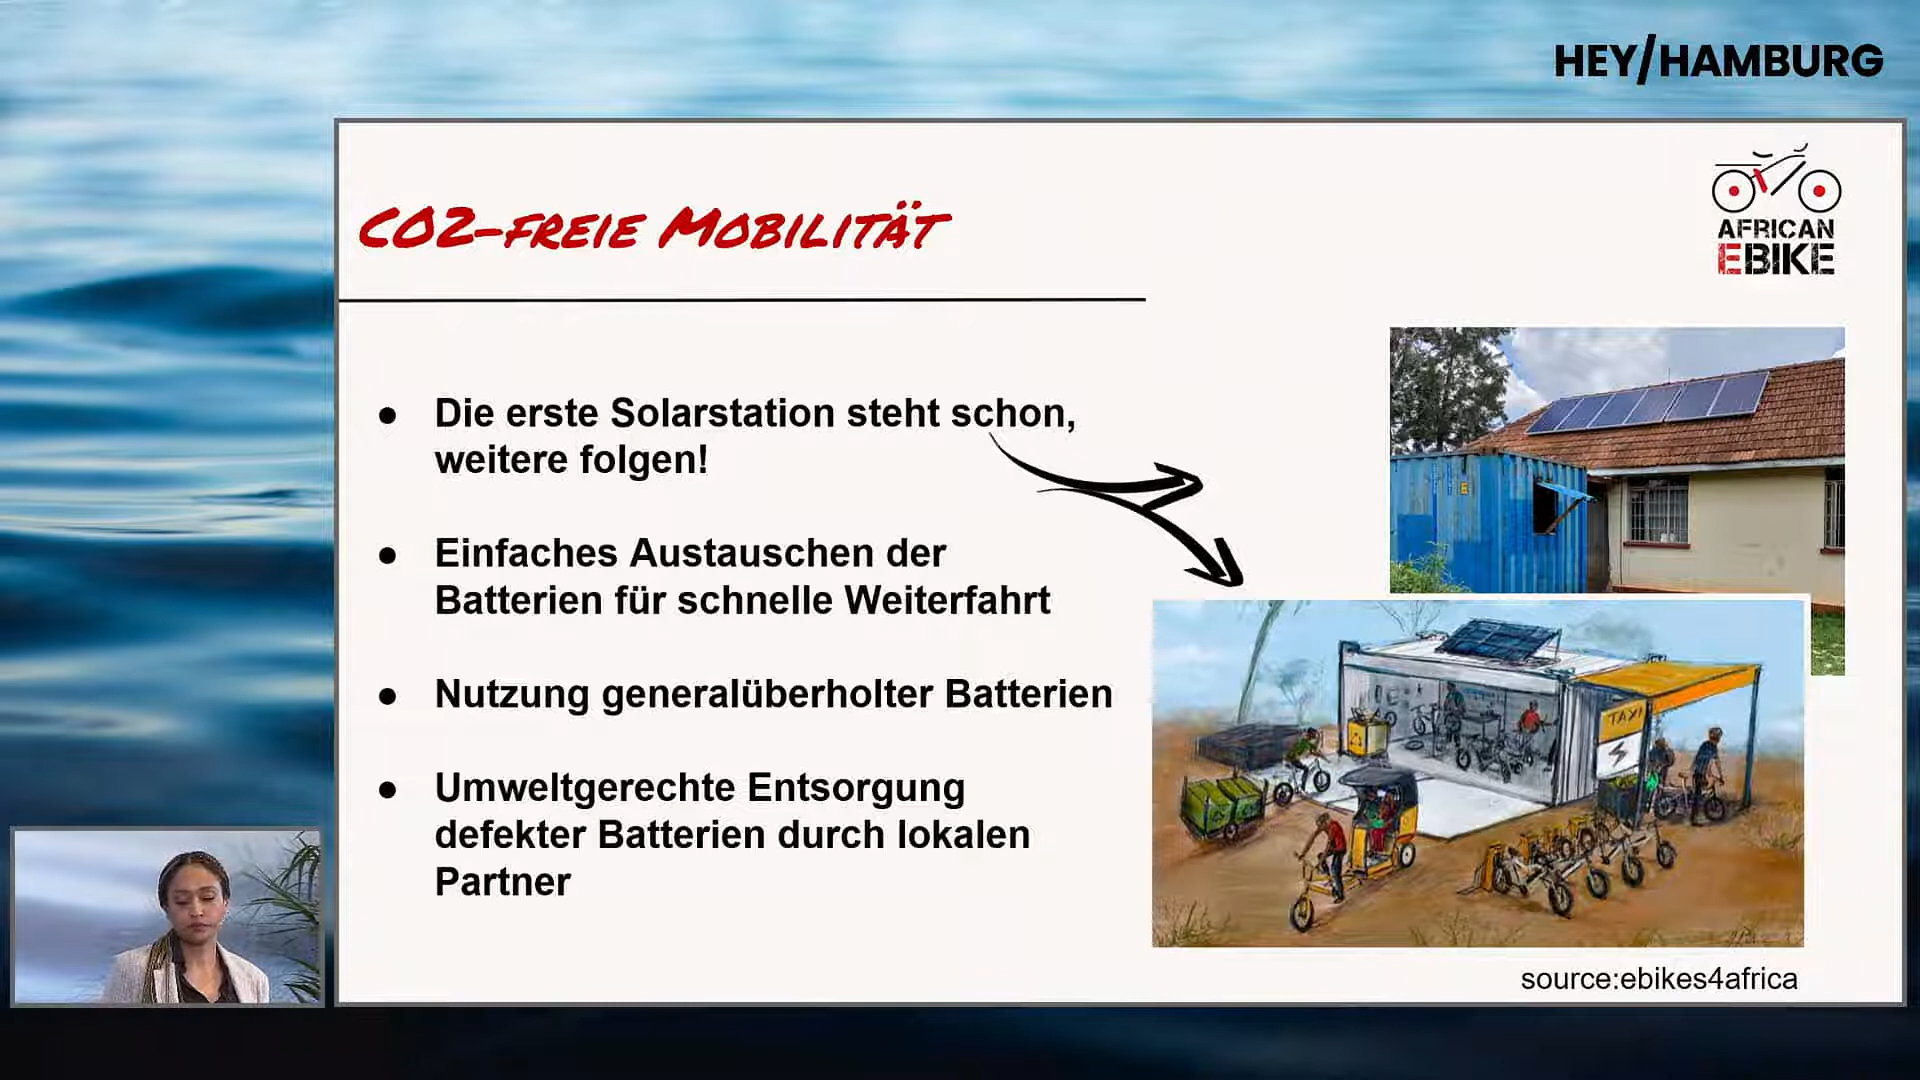 HEY/HAMBURG
CO2-FREIE MOBILITÄT
AFRICAN
EBIKE
● Die erste Solarstation steht schon,
weitere folgen!
● Einfaches Austauschen der
Batterien für schnelle Weiterfahrt
● Nutzung generalüberholter Batterien
● Umweltgerechte Entsorgung
defekter Batterien durch lokalen
Partner
TAXI
source:ebikes4africa